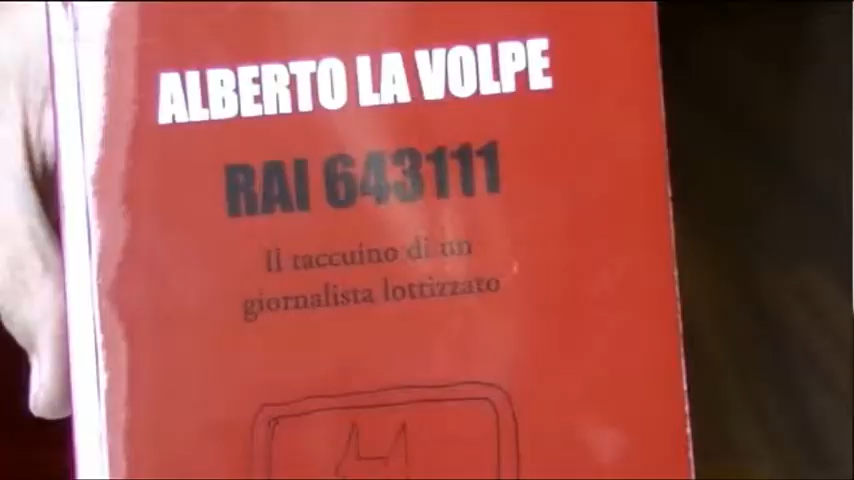 ALBERTO LA VOLPE
RAI 643111
Il taccuino di un
giornalista lottizzato